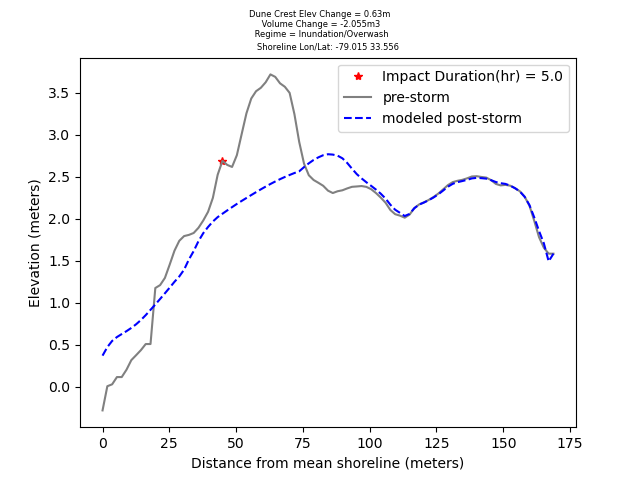 Dune Crest Elev Change = 0.63m
Volume Change = -2.055m3
Regime = Inundation/Overwash
Shoreline Lon/Lat: -79.015 33.556
Impact Duration(hr) = 5.0
pre-storm
modeled post-storm
Elevation (meters)
3.5
3.0
2.5
2.0
1.5
1.0
0.5
0.0
0 25 50 75 100 125 150 175
Distance from mean shoreline (meters)